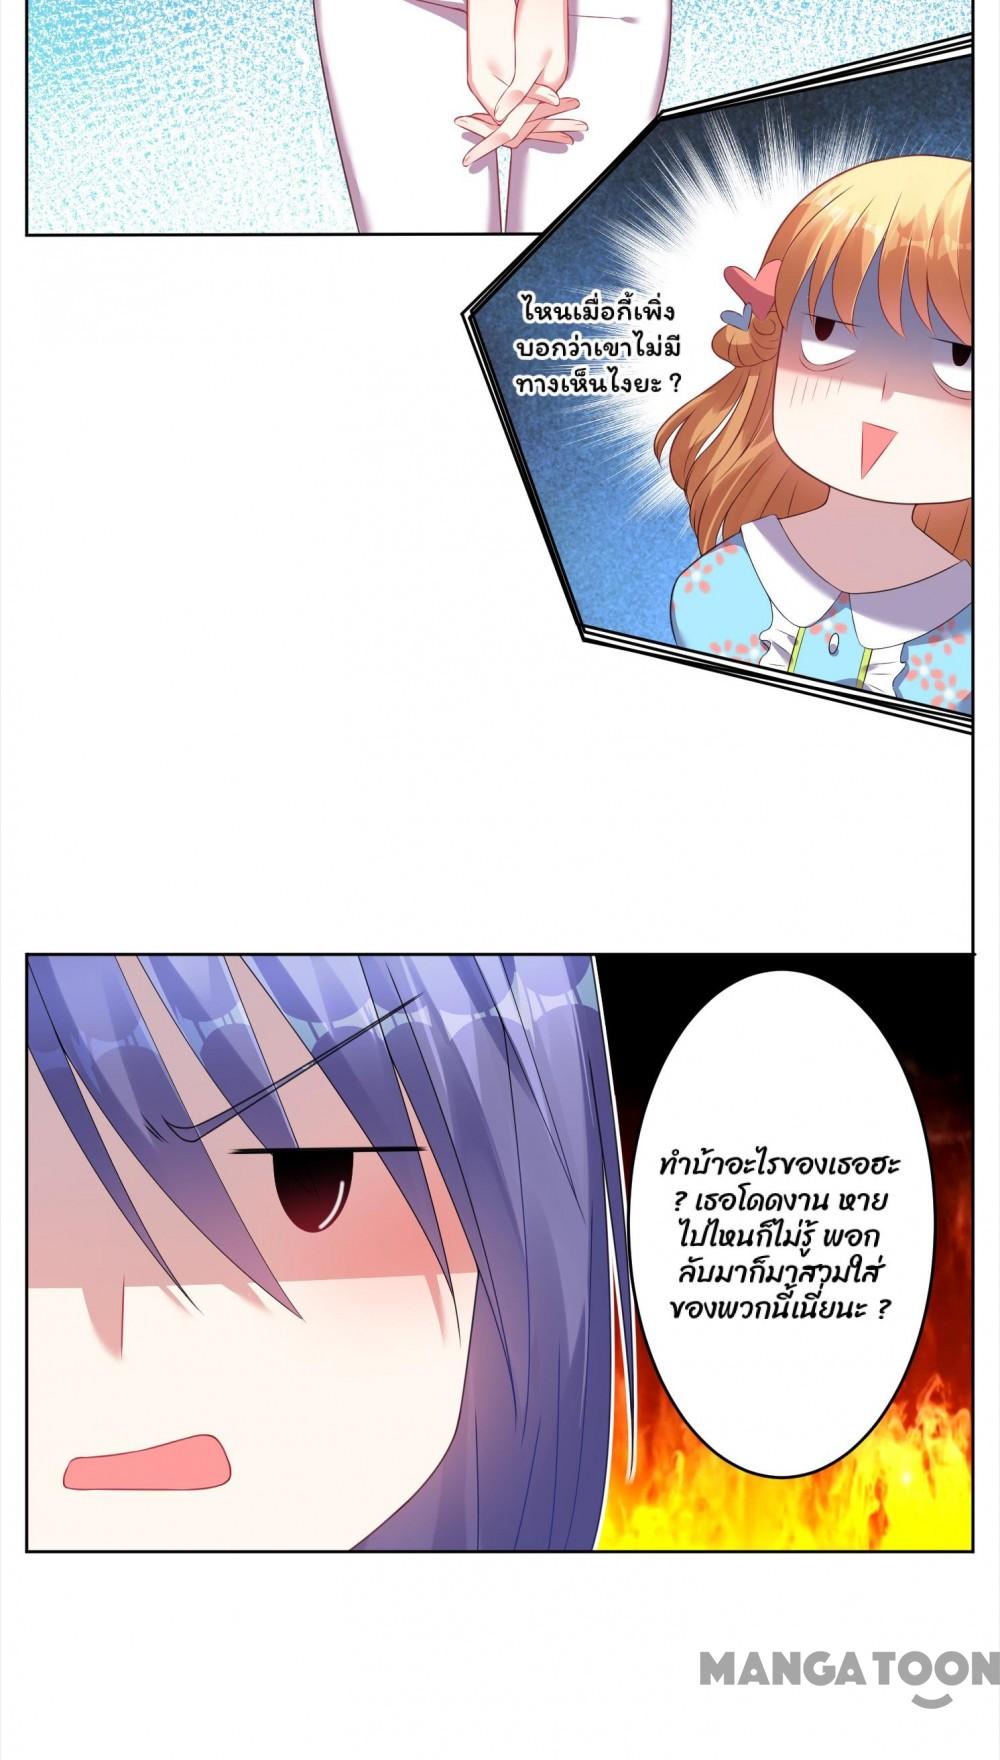 ไหนเมื่อกี้เพิ่ง
บอกว่าเขาไม่มี
ทางเห็นไงยะ ?
ทำบ้าอะไรของเธอฮะ
? เธอโดดงาน หาย
ไปไหนก็ไม่รู้ พอก
ลับมาก็มาสวมใส่
ของพวกนี้เนี่ยนะ ?
MANGATOON